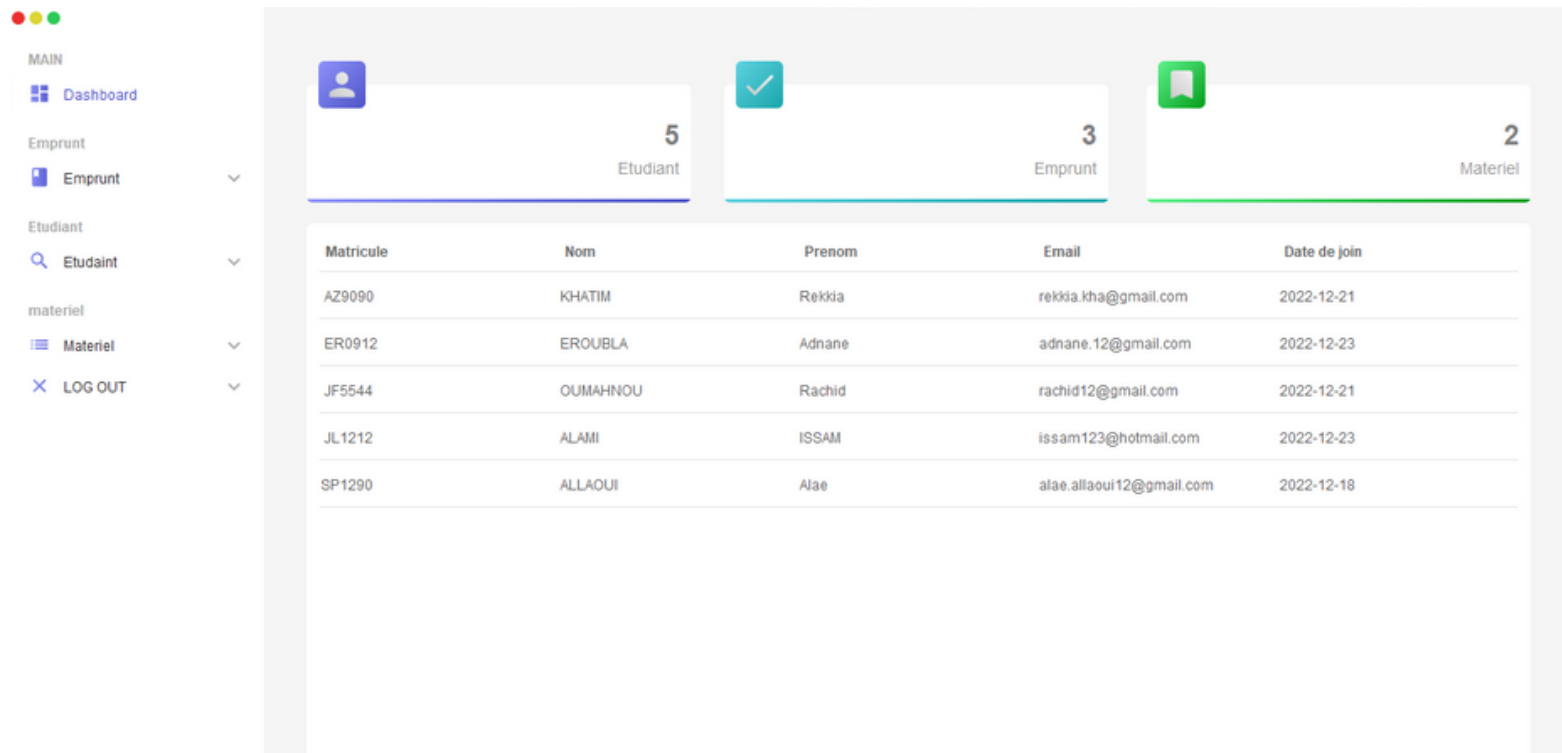 MAIN
Dashboard
Emprunt
Emprunt
Etudiant
Etudaint
materiel
Materiel
LOG OUT
5
Etudiant
3
Emprunt
2
Materiel
Matricule Nom Prenom Email Date de join
AZ9090 KHATIM Rekkia rekkia.kha@gmail.com 2022-12-21
ER0912 EROUBLA Adnane adnane.12@gmail.com 2022-12-23
JF5544 OUMAHNOU Rachid rachid12@gmail.com 2022-12-21
JL1212 ALAMI ISSAM issam123@hotmail.com 2022-12-23
SP1290 ALLAOUI Alae alae.allaoui12@gmail.com 2022-12-18